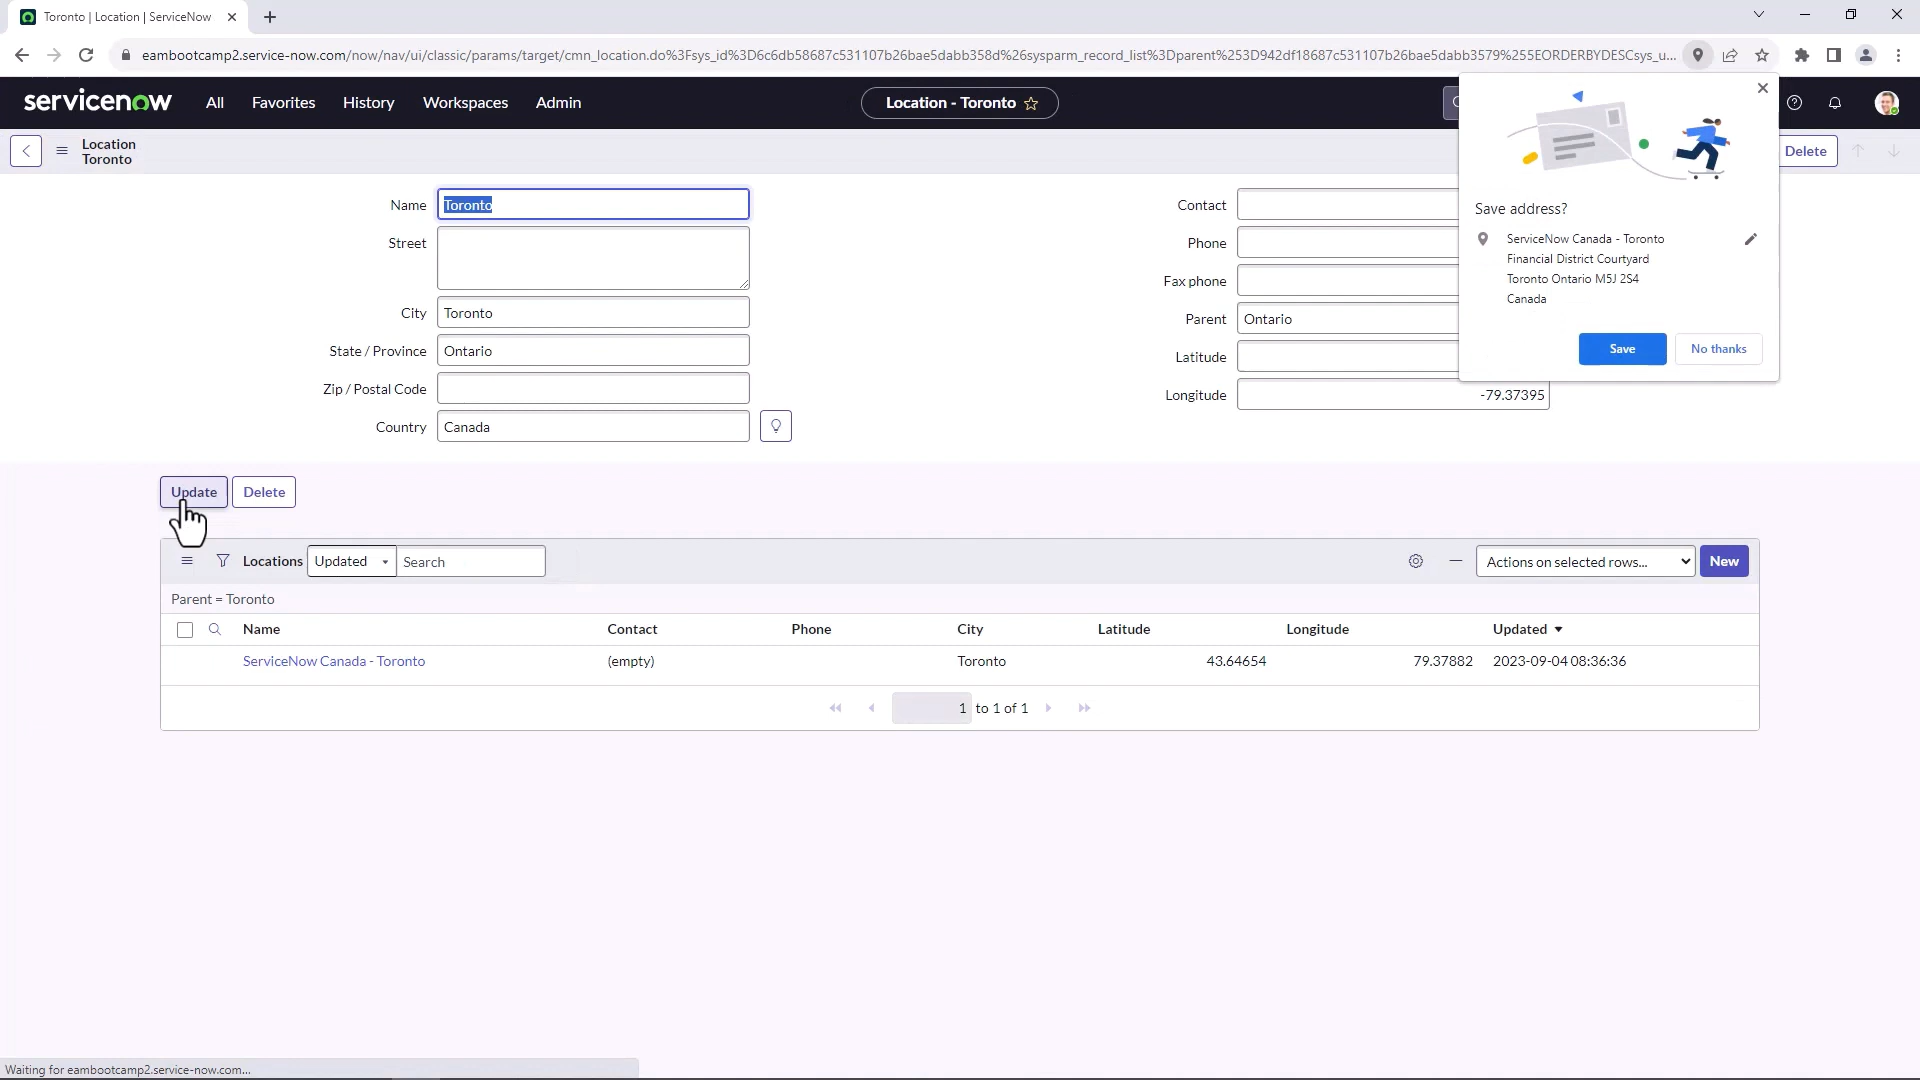 Toronto | Location | ServiceNow
eambootcamp2.service-now.com/now/nav/ui/classic/params/target/cmn_location.do%3Fsys_id%3D6c6db58687c531107b26bae5dabb358d%26sysparm_record_list%3Dparent%253D942df18687c531107b26bae5dabb3579%255EORDERBYDESCsys_u...
servicenow All Favorites History Workspaces Admin Location - Toronto
Location
Toronto
Delete
Name Toronto
Street
City Toronto
State / Province Ontario
Zip / Postal Code
Country Canada
Contact
Phone
Fax phone
Parent Ontario
Latitude
Longitude -79.37395
Save address?
ServiceNow Canada - Toronto
Financial District Courtyard
Toronto Ontario M5J 2S4
Canada
Save No thanks
Update Delete
Locations Updated Search Actions on selected rows... New
Parent = Toronto
Name Contact Phone City Latitude Longitude Updated
ServiceNow Canada - Toronto (empty) Toronto 43.64654 79.37882 2023-09-04 08:36:36
1 to 1 of 1
Waiting for eambootcamp2.service-now.com...